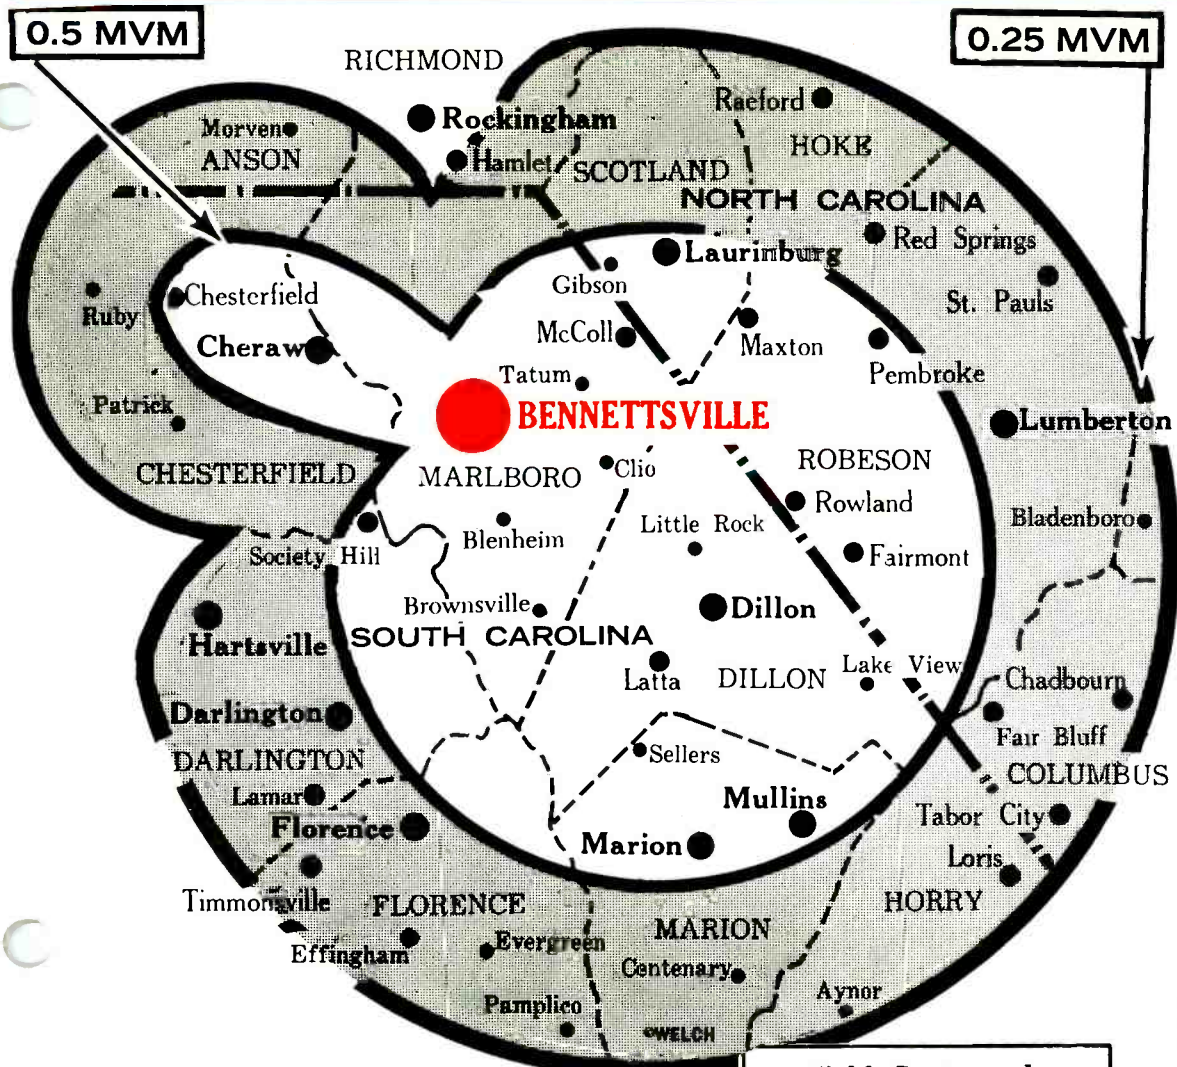 0.5 MVM
0.25 MVM
RICHMOND
Rockingham
Raeford
Morven
ANSON
Hamlet
SCOTLAND
HOKE
NORTH CAROLINA
Red Springs
Laurinburg
Gibson
St. Pauls
Chesterfield
Ruby
McColl
Maxton
Cheraw
Pembroke
Tatum
Patrick
BENNETTSVILLE
Lumberton
CHESTERFIELD
MARLBORO
Clio
ROBESON
Rowland
Little Rock
Bladenboro
Society Hill
Blenheim
Fairmont
Brownsville
Dillon
Hartsville
SOUTH CAROLINA
Latta
DILLON
Lake View
Chadbourn
Darlington
Fair Bluff
DARLINGTON
Sellers
COLUMBUS
Lamar
Mullins
Tabor City
Florence
Marion
Loris
Timmonsville
FLORENCE
HORRY
MARION
Effingham
Evergreen
Centenary
Aynor
Pamplico
WELCH